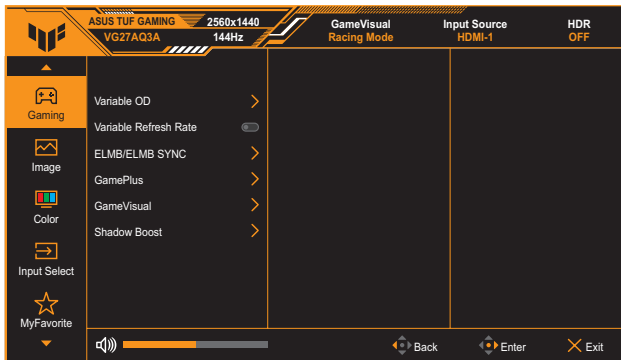 ASUS TUF GAMING 2560x1440 GameVisual Input Source HDR
VG27AQ3A 144Hz Racing Mode HDMI-1 OFF
Gaming
Image
Color
Input Select
MyFavorite
Variable OD
Variable Refresh Rate
ELMB/ELMB SYNC
GamePlus
GameVisual
Shadow Boost
Back Enter Exit